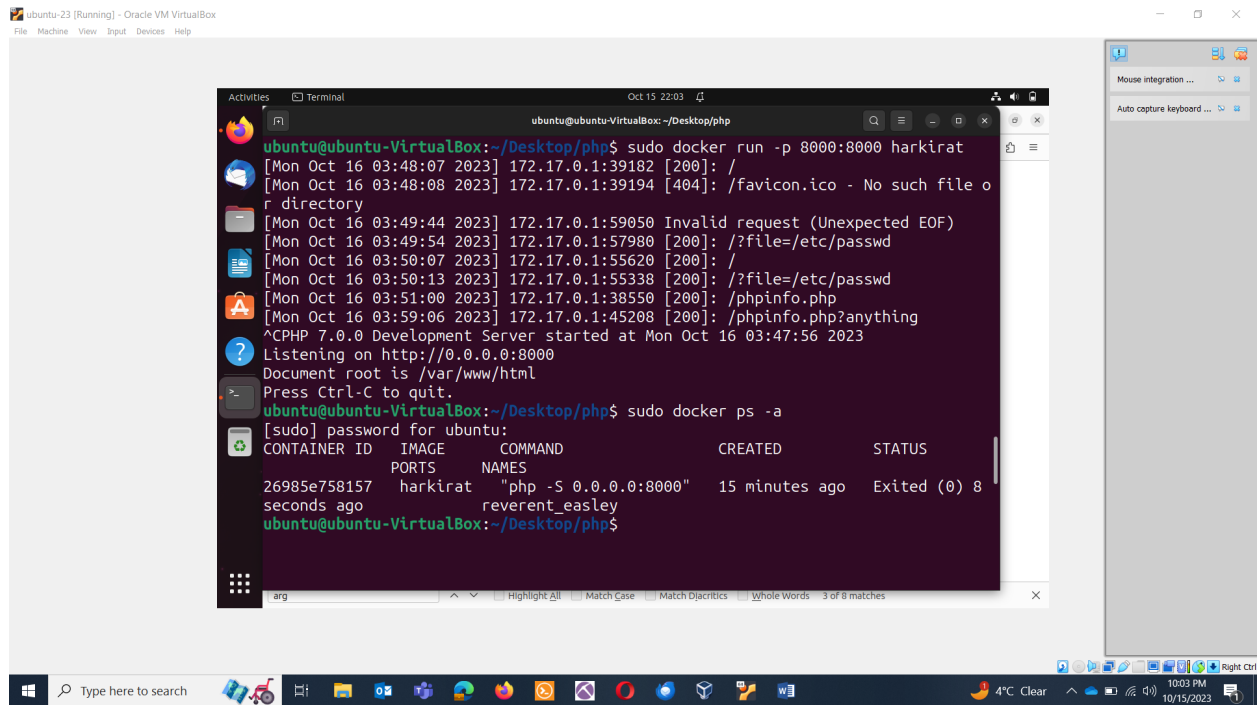 ubuntu-23 [Running] - Oracle VM VirtualBox
File Machine View Input Devices Help
Mouse integration ...
Auto capture keyboard ...
Activities Terminal Oct 15 22:03
ubuntu@ubuntu-VirtualBox: ~/Desktop/php
ubuntu@ubuntu-VirtualBox:~/Desktop/php$ sudo docker run -p 8000:8000 harkirat
[Mon Oct 16 03:48:07 2023] 172.17.0.1:39182 [200]: /
[Mon Oct 16 03:48:08 2023] 172.17.0.1:39194 [404]: /favicon.ico - No such file o
r directory
[Mon Oct 16 03:49:44 2023] 172.17.0.1:59050 Invalid request (Unexpected EOF)
[Mon Oct 16 03:49:54 2023] 172.17.0.1:57980 [200]: /?file=/etc/passwd
[Mon Oct 16 03:50:07 2023] 172.17.0.1:55620 [200]: /
[Mon Oct 16 03:50:13 2023] 172.17.0.1:55338 [200]: /?file=/etc/passwd
[Mon Oct 16 03:51:00 2023] 172.17.0.1:38550 [200]: /phpinfo.php
[Mon Oct 16 03:59:06 2023] 172.17.0.1:45208 [200]: /phpinfo.php?anything
^CPHP 7.0.0 Development Server started at Mon Oct 16 03:47:56 2023
Listening on http://0.0.0.0:8000
Document root is /var/www/html
Press Ctrl-C to quit.
ubuntu@ubuntu-VirtualBox:~/Desktop/php$ sudo docker ps -a
[sudo] password for ubuntu:
CONTAINER ID IMAGE COMMAND CREATED STATUS
PORTS NAMES
26985e758157 harkirat "php -S 0.0.0.0:8000" 15 minutes ago Exited (0) 8
seconds ago reverent_easley
ubuntu@ubuntu-VirtualBox:~/Desktop/php$
arg Highlight All Match Case Match Diacritics Whole Words 3 of 8 matches
Right Ctrl
Type here to search
4°C Clear
10:03 PM
10/15/2023